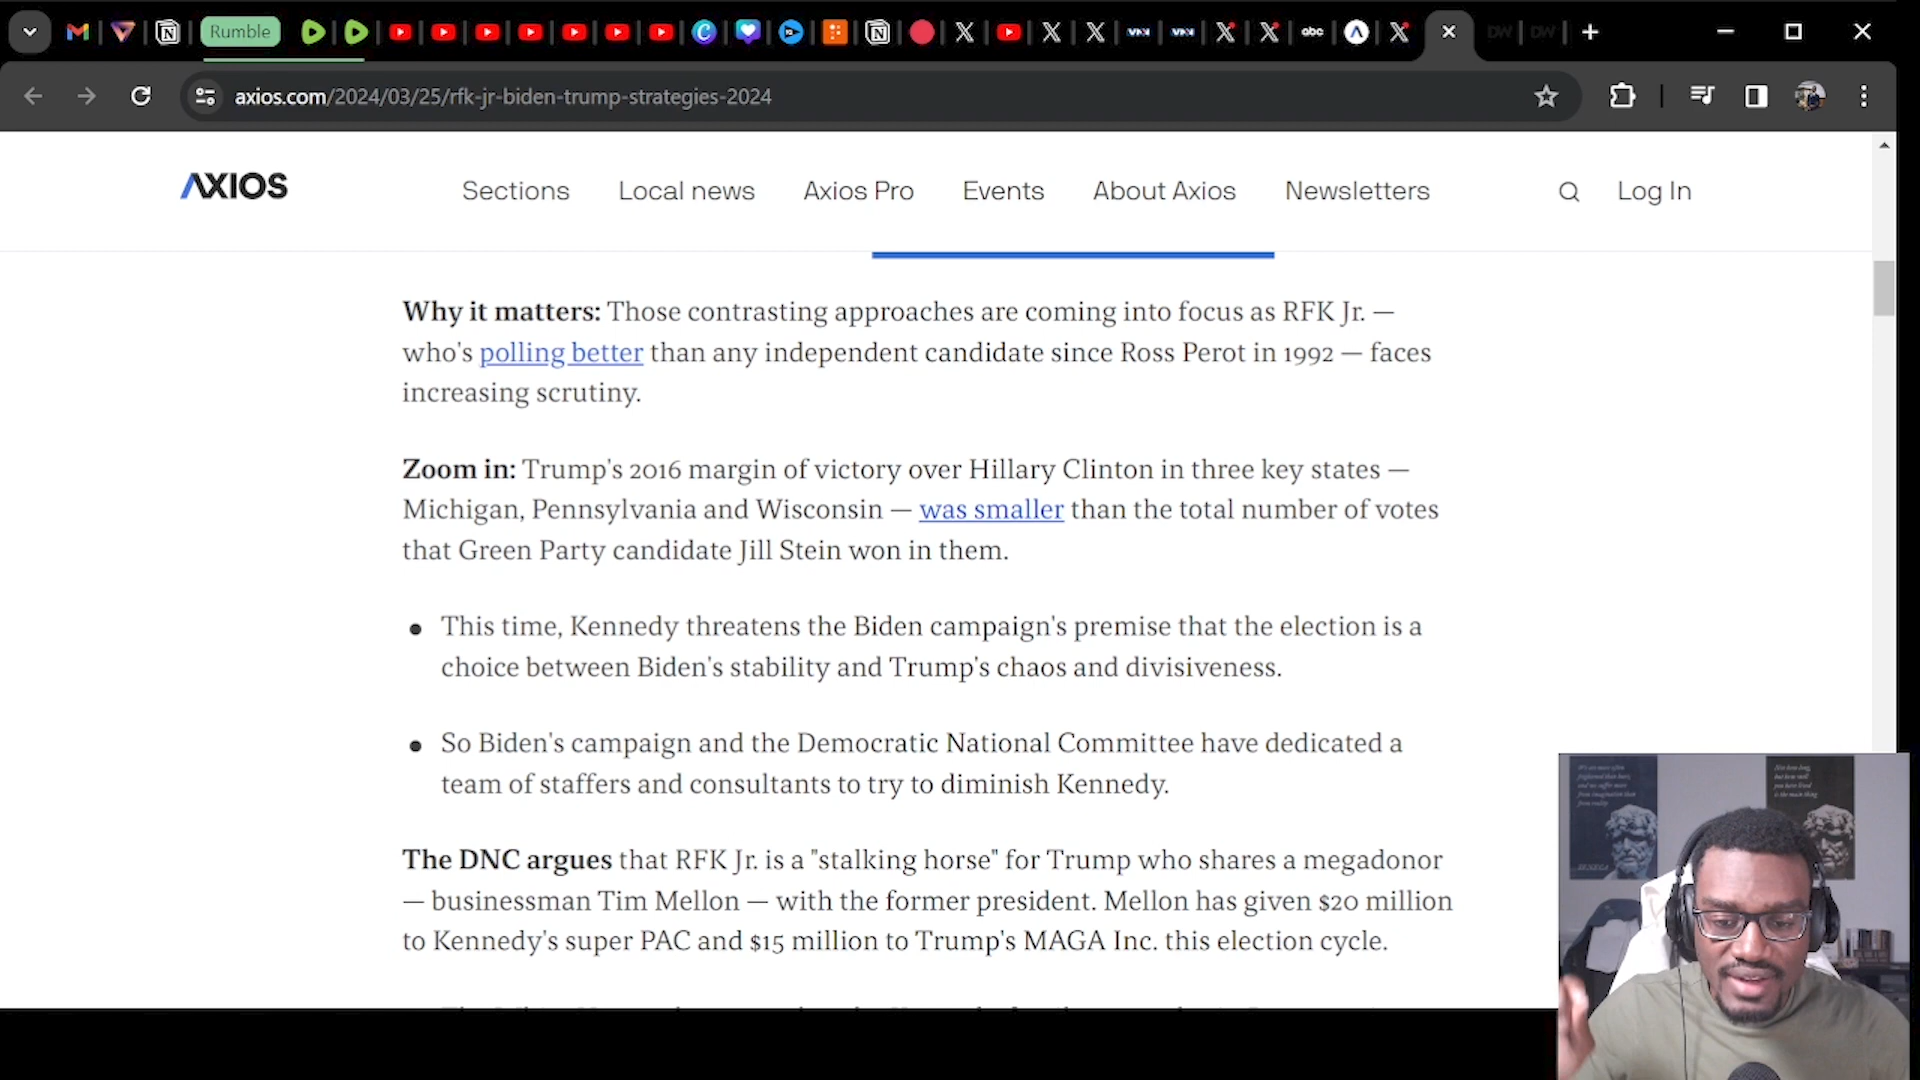 Rumble
abc
DW
DW
axios.com/2024/03/25/rfk-jr-biden-trump-strategies-2024
AXIOS
Sections Local news Axios Pro Events About Axios Newsletters Log In
Why it matters: Those contrasting approaches are coming into focus as RFK Jr. —
who's polling better than any independent candidate since Ross Perot in 1992 — faces
increasing scrutiny.
Zoom in: Trump's 2016 margin of victory over Hillary Clinton in three key states —
Michigan, Pennsylvania and Wisconsin — was smaller than the total number of votes
that Green Party candidate Jill Stein won in them.
• This time, Kennedy threatens the Biden campaign's premise that the election is a
choice between Biden's stability and Trump's chaos and divisiveness.
• So Biden's campaign and the Democratic National Committee have dedicated a
team of staffers and consultants to try to diminish Kennedy.
The DNC argues that RFK Jr. is a "stalking horse" for Trump who shares a megadonor
— businessman Tim Mellon — with the former president. Mellon has given $20 million
to Kennedy's super PAC and $15 million to Trump's MAGA Inc. this election cycle.
SENECA